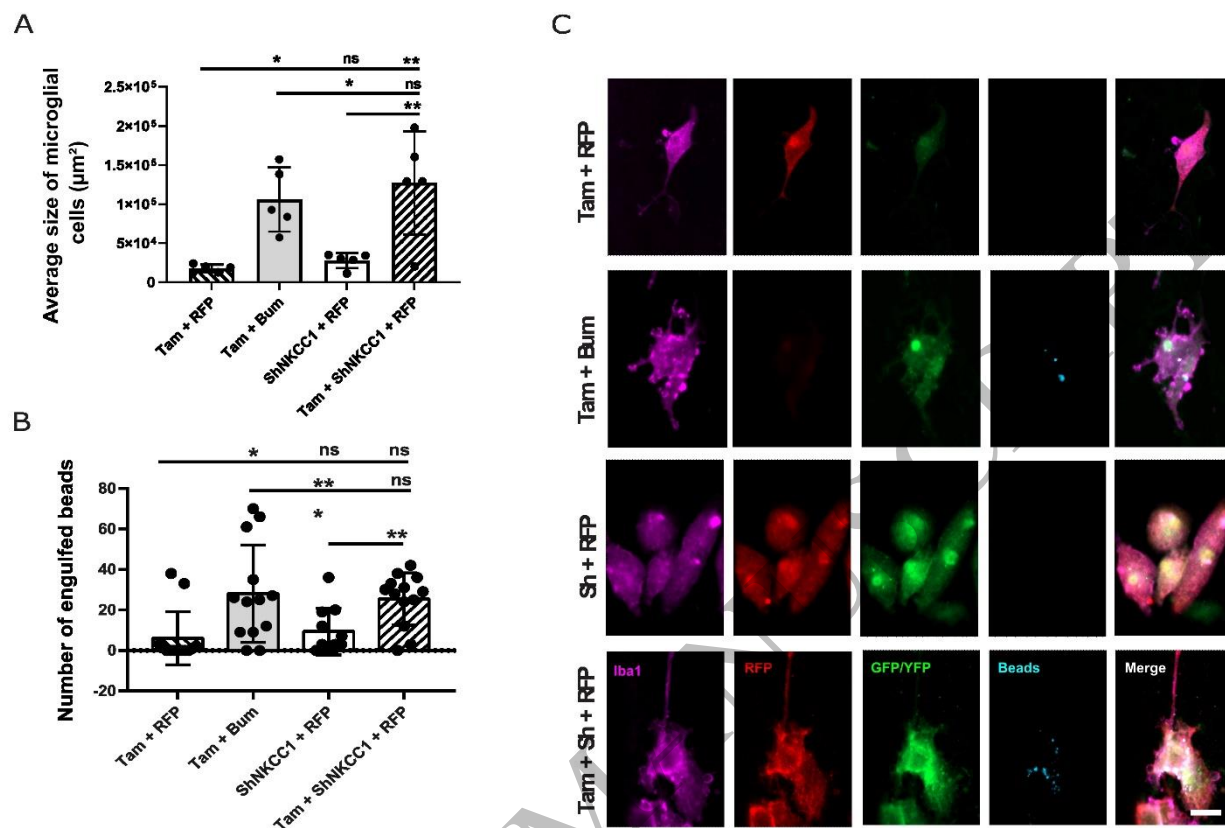 A
* ns **
* ns
**
Average size of microglial
cells (µm²)
2.5×10⁵
2×10⁵
1.5×10⁵
1×10⁵
5×10⁴
0
Tam + RFP
Tam + Bum
ShNKCC1 + RFP
Tam + ShNKCC1 + RFP
B
* ns ns
** ns
*
**
Number of engulfed beads
80
60
40
20
0
-20
Tam + RFP
Tam + Bum
ShNKCC1 + RFP
Tam + ShNKCC1 + RFP
C
Tam + RFP
Tam + Bum
Sh + RFP
Tam + Sh + RFP
Iba1
RFP
GFP/YFP
Beads
Merge